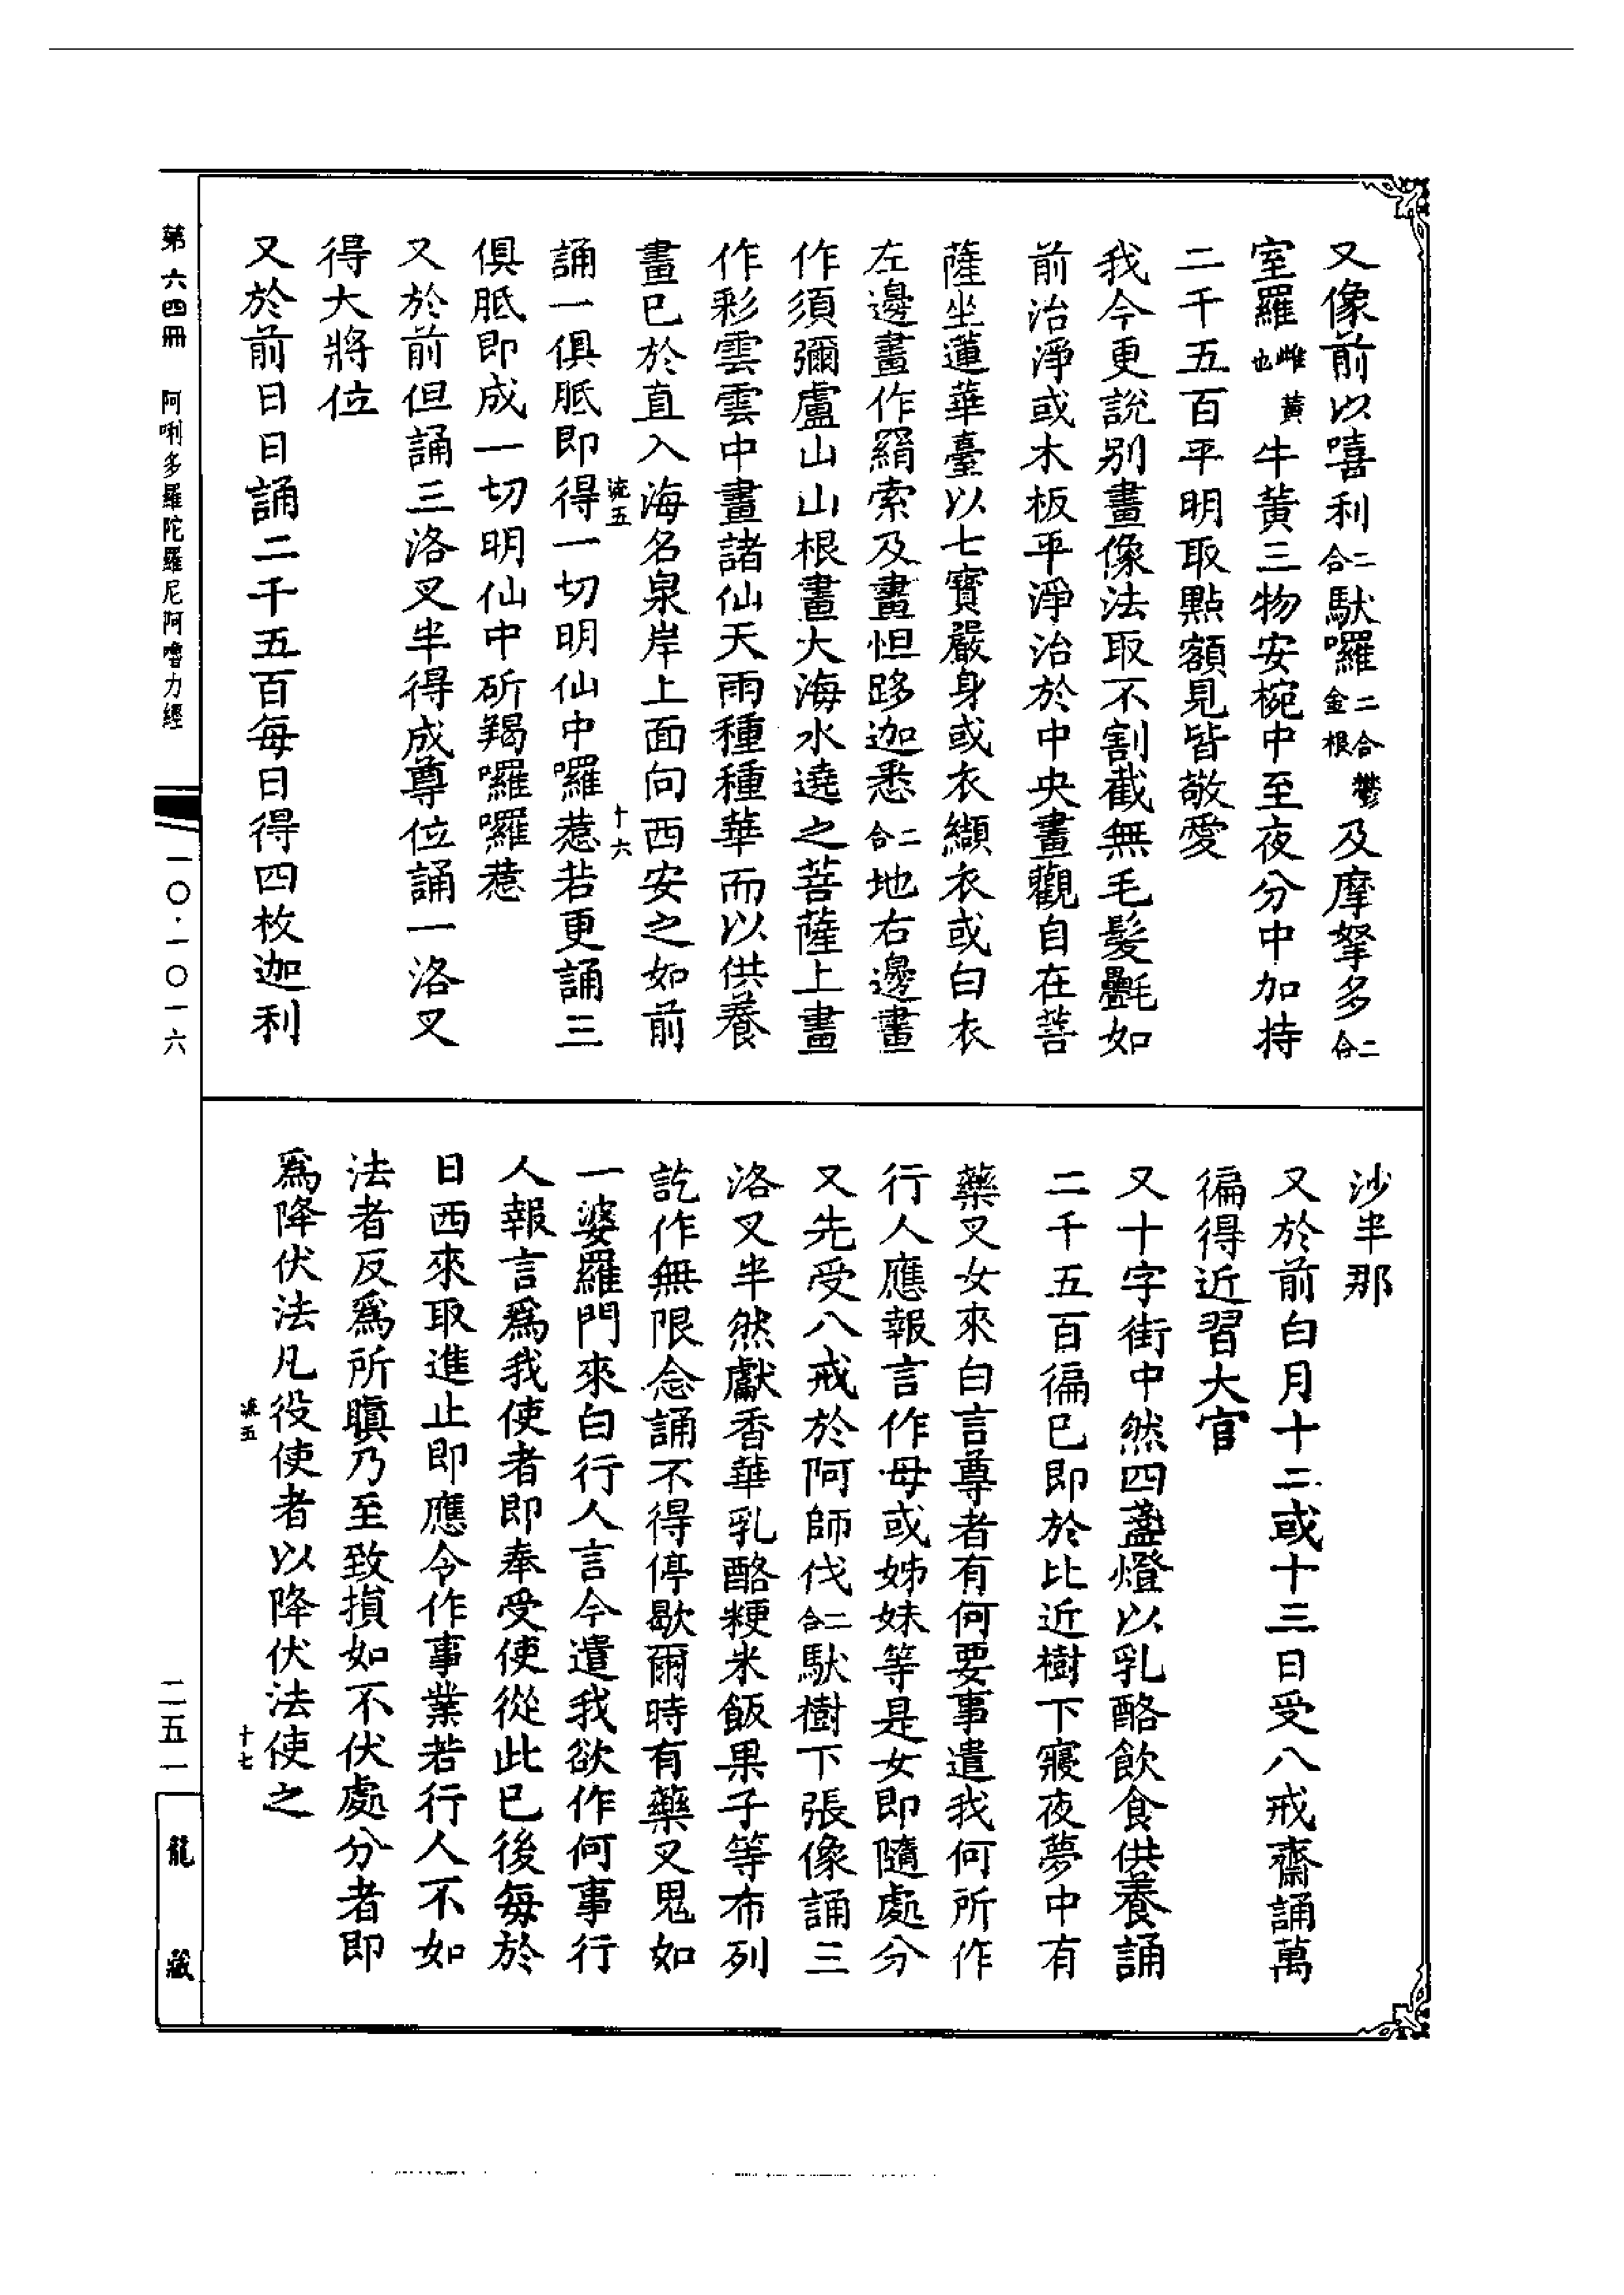 又像前以嘻利二合馱囉二合鬱金根及摩拏多二合
室羅雌黃也牛黃三物安椀中至夜分中加持
二千五百平明取點額見皆敬愛
我今更說別畫像法取不割截無毛髮㲲如
前治淨或木板平淨治於中央畫觀自在菩
薩坐蓮華臺以七寶嚴身或衣纈衣或白衣
左邊畫作羂索及畫怛跢迦悉二合地右邊畫
作須彌盧山山根畫大海水遶之菩薩上畫
作彩雲雲中畫諸仙天雨種種華而以供養
畫已於直入海名泉岸上面向西安之如前
流五 十六
誦一俱胝即得一切明仙中囉惹若更誦三
俱胝即成一切明仙中斫羯囉囉惹
又於前但誦三洛叉半得成尊位誦一洛叉
得大將位
又於前日日誦二千五百每日得四枚迦利
沙半那
又於前白月十二或十三日受八戒齋誦萬
徧得近習大官
又十字街中然四盞燈以乳酪飲食供養誦
二千五百徧已即於比近樹下寢夜夢中有
藥叉女來白言尊者有何要事遣我何所作
行人應報言作母或姊妹等是女即隨處分
又先受八戒於阿師伐二合馱樹下張像誦三
洛叉半然獻香華乳酪粳米飯果子等布列
訖作無限念誦不得停歇爾時有藥叉鬼如
一婆羅門來白行人言今遣我欲作何事行
人報言爲我使者即奉受使從此已後每於
日西來取進止即應令作事業若行人不如
法者反爲所瞋乃至致損如不伏處分者即
爲降伏法凡役使者以降伏法使之
流五 十七
第六四冊 阿唎多羅陀羅尼阿嚕力經
一〇·一〇一六
二五一
龍藏